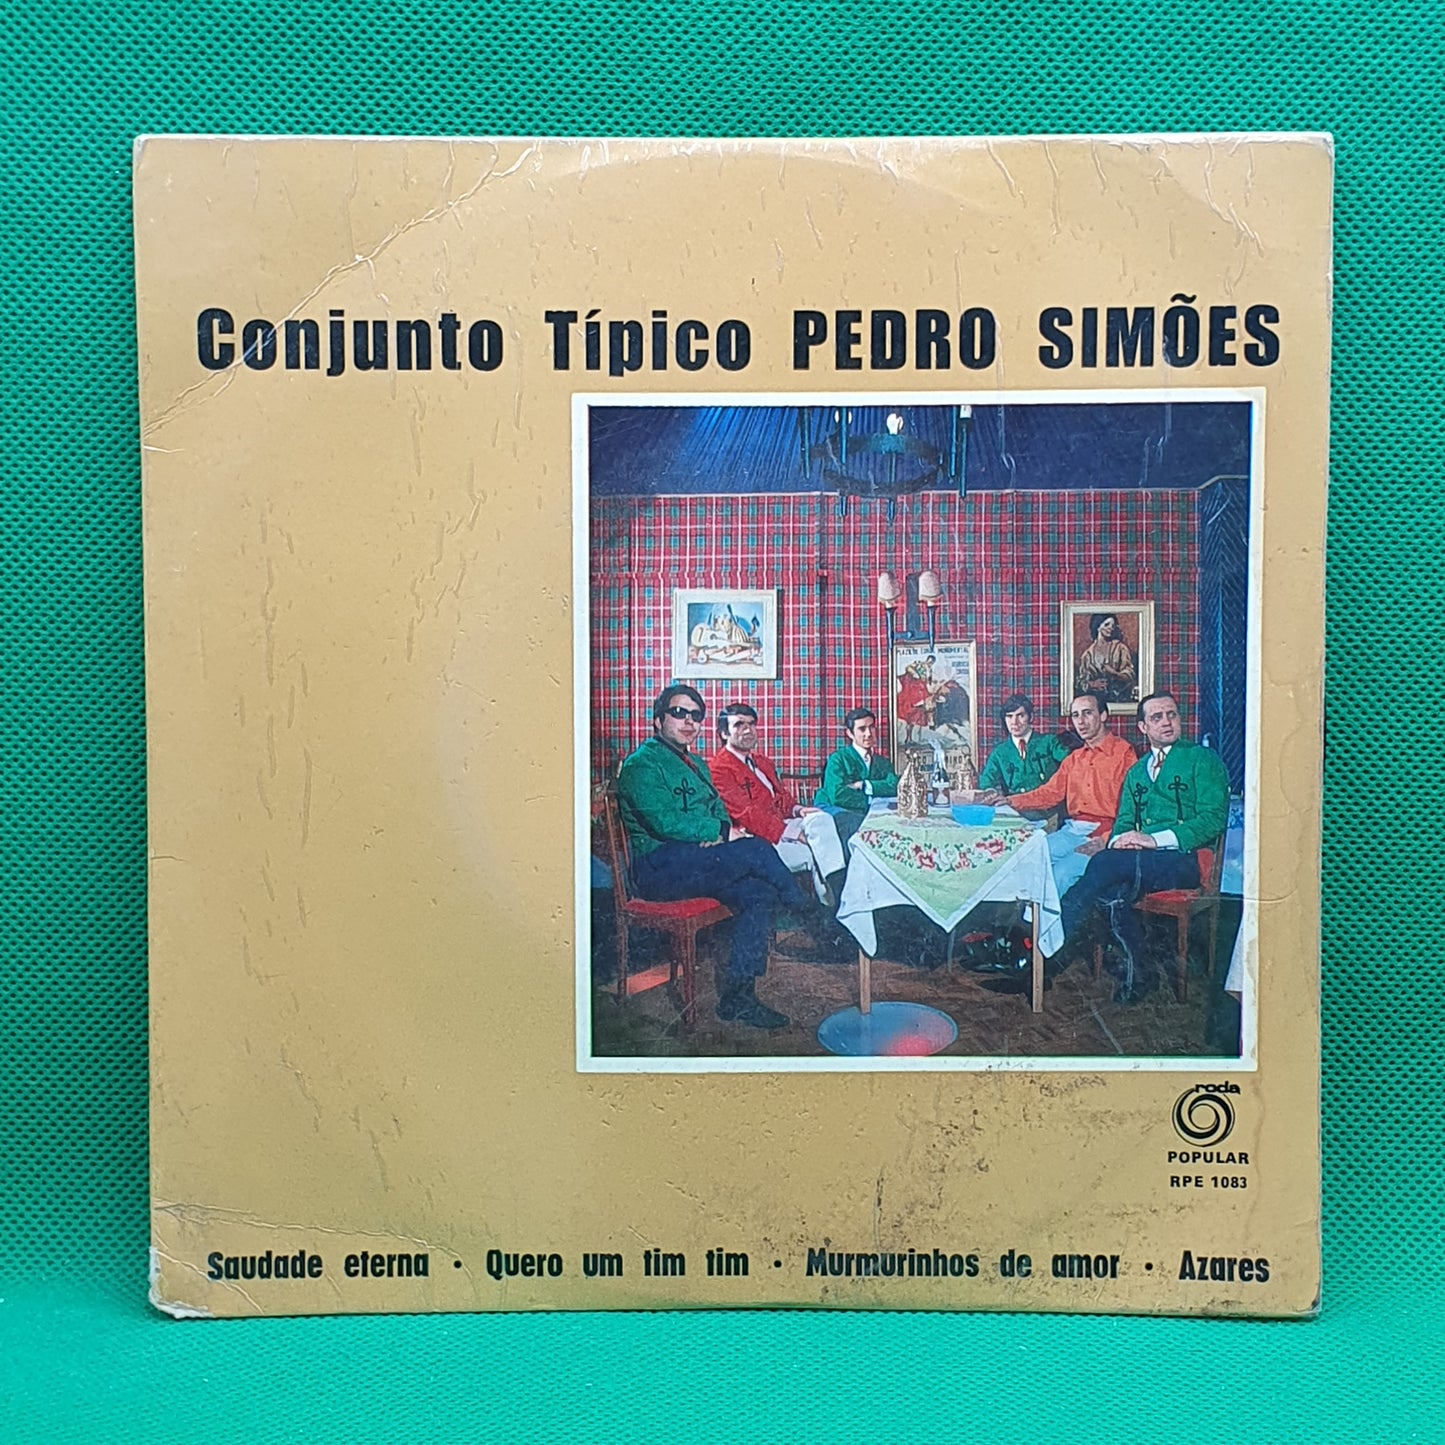 Conjunto Típico PEDRO SIMÕES
roda
POPULAR
RPE 1083
Saudade eterna • Quero um tim tim • Murmurinhos de amor • Azares